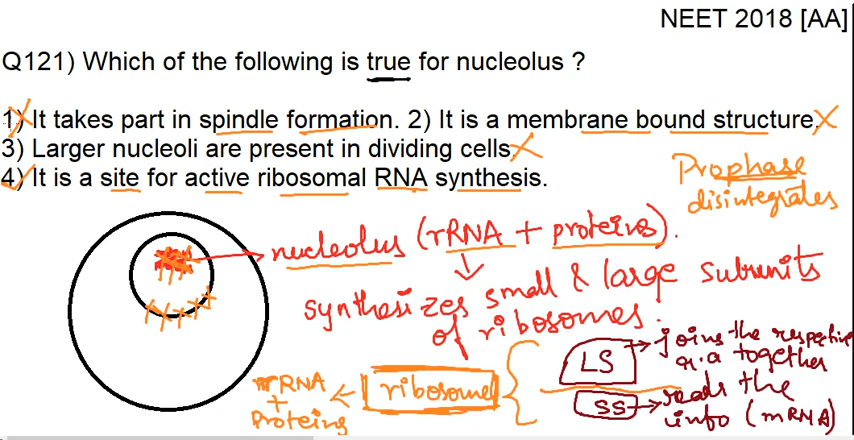 NEET 2018 [AA]
Q121) Which of the following is true for nucleolus ?
1) It takes part in spindle formation. 2) It is a membrane bound structure.
3) Larger nucleoli are present in dividing cells.
4) It is a site for active ribosomal RNA synthesis.
Prophase
disintegrates
nucleolus (rRNA + proteins).
synthesizes small & large subunits
of ribosomes.
LS joins the respective
a.a together
SS reads the
info (mRNA)
ribosome
rRNA
+
Proteins